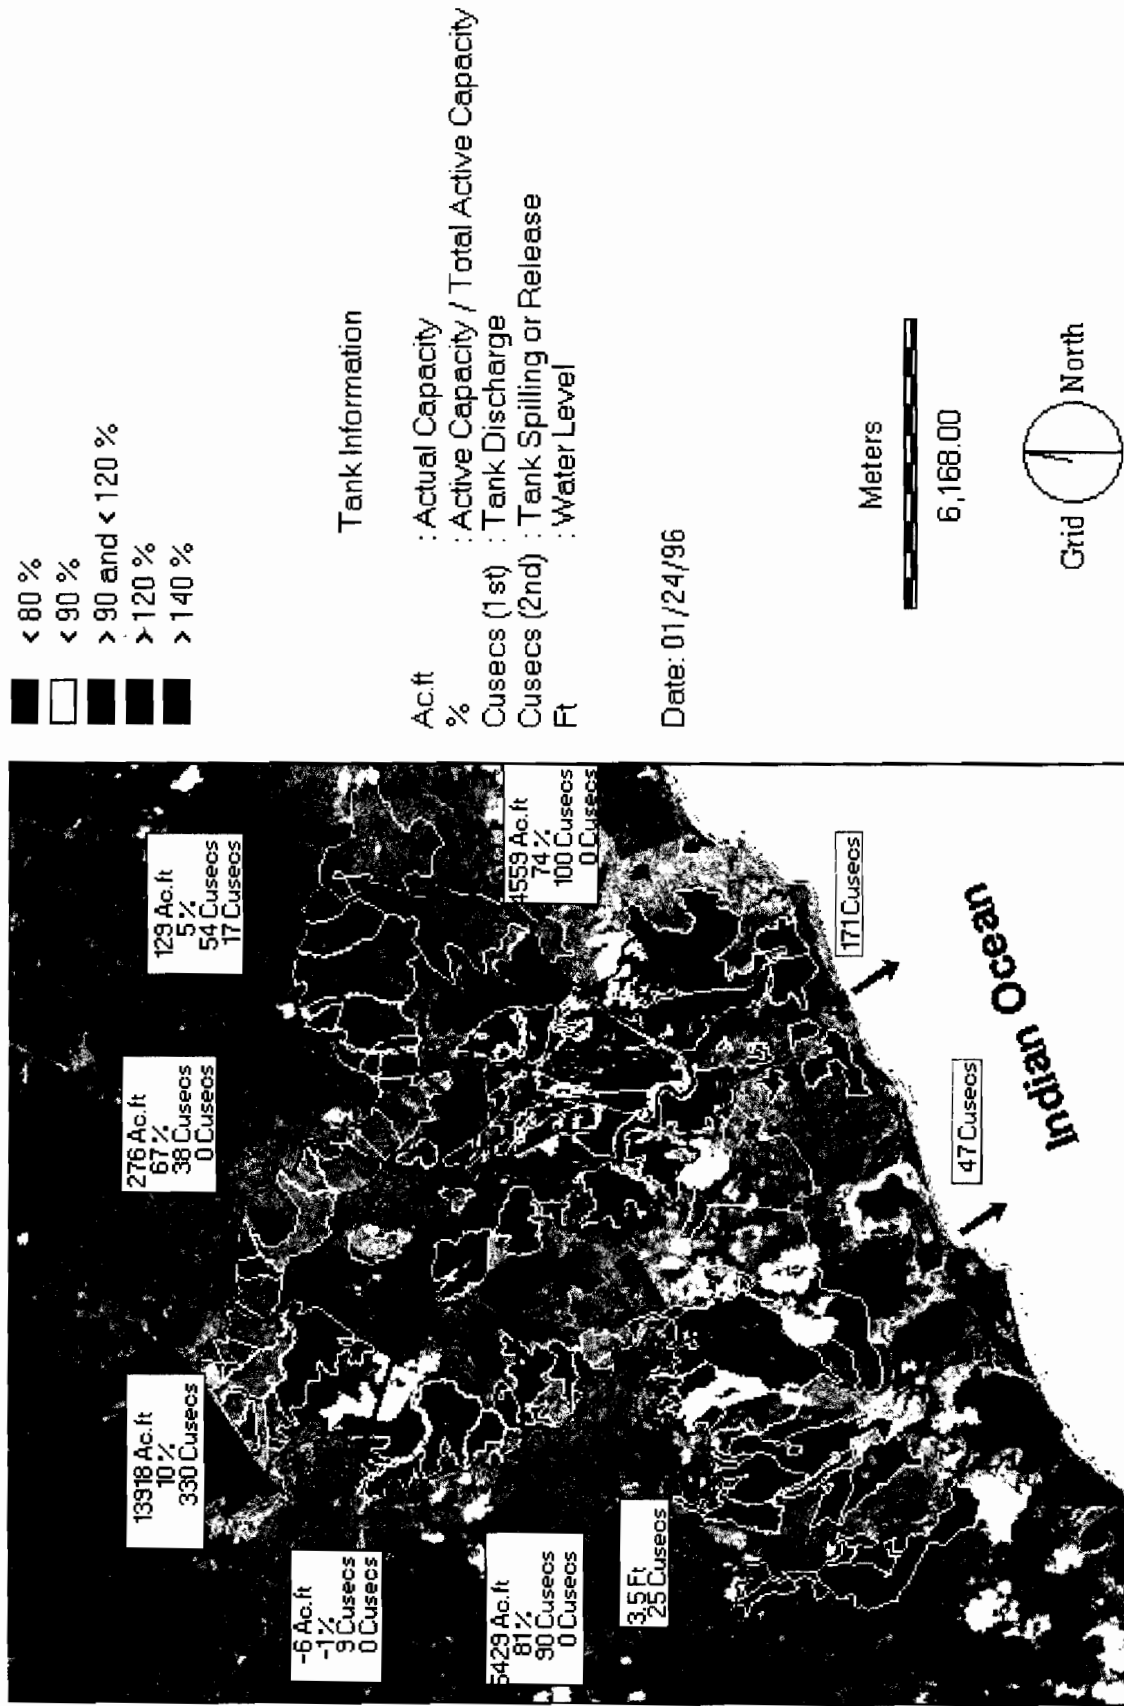 < 80 %
< 90 %
> 90 and < 120 %
> 120 %
> 140 %
Tank Information
Ac.ft : Actual Capacity
% : Active Capacity / Total Active Capacity
Cusecs (1st) : Tank Discharge
Cusecs (2nd) : Tank Spilling or Release
Ft : Water Level
Date: 01/24/96
Meters
6,168.00
Grid North
13918 Ac.ft
10 %
330 Cusecs
276 Ac.ft
67 %
38 Cusecs
0 Cusecs
129 Ac.ft
5 %
54 Cusecs
17 Cusecs
-6 Ac.ft
-1 %
9 Cusecs
0 Cusecs
5429 Ac.ft
81%
90 Cusecs
0 Cusecs
4559 Ac.ft
74 %
100 Cusecs
0 Cusecs
3.5 Ft
25 Cusecs
171 Cusecs
47 Cusecs
Indian Ocean